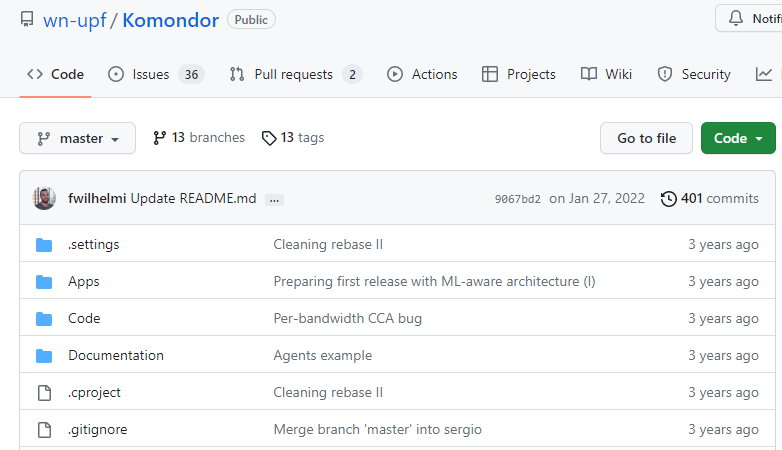 wn-upf / Komondor Public Notifi
Code Issues 36 Pull requests 2 Actions Projects Wiki Security
master 13 branches 13 tags Go to file Code
fwilhelmi Update README.md ... 9067bd2 on Jan 27, 2022 401 commits
.settings Cleaning rebase II 3 years ago
Apps Preparing first release with ML-aware architecture (I) 3 years ago
Code Per-bandwidth CCA bug 3 years ago
Documentation Agents example 3 years ago
.cproject Cleaning rebase II 3 years ago
.gitignore Merge branch 'master' into sergio 3 years ago